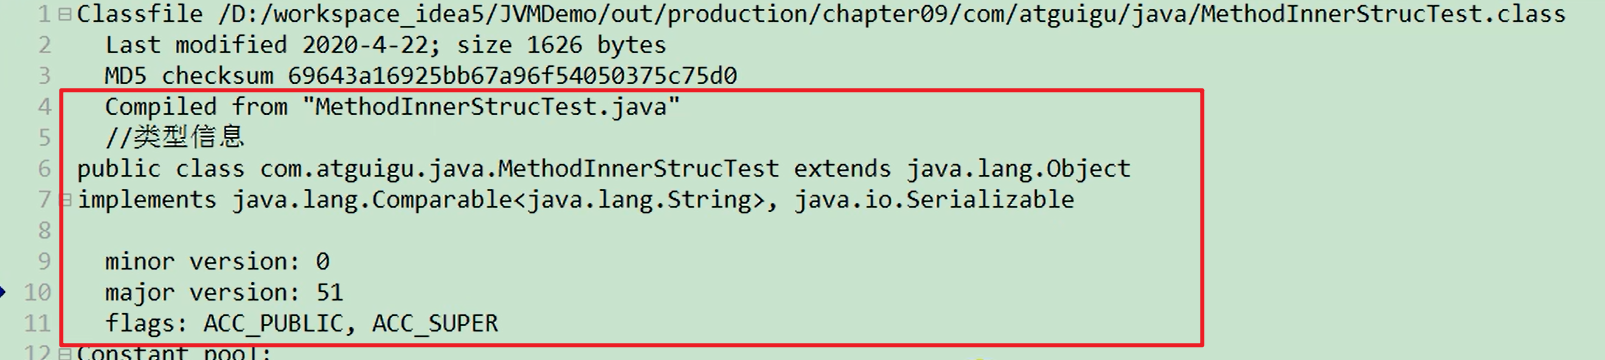 1 Classfile /D:/workspace_idea5/JVMDemo/out/production/chapter09/com/atguigu/java/MethodInnerStrucTest.class
2 Last modified 2020-4-22; size 1626 bytes
3 MD5 checksum 69643a16925bb67a96f54050375c75d0
4 Compiled from "MethodInnerStrucTest.java"
5 //类型信息
6 public class com.atguigu.java.MethodInnerStrucTest extends java.lang.Object
7 implements java.lang.Comparable<java.lang.String>, java.io.Serializable
8
9 minor version: 0
10 major version: 51
11 flags: ACC_PUBLIC, ACC_SUPER
12 Constant pool: